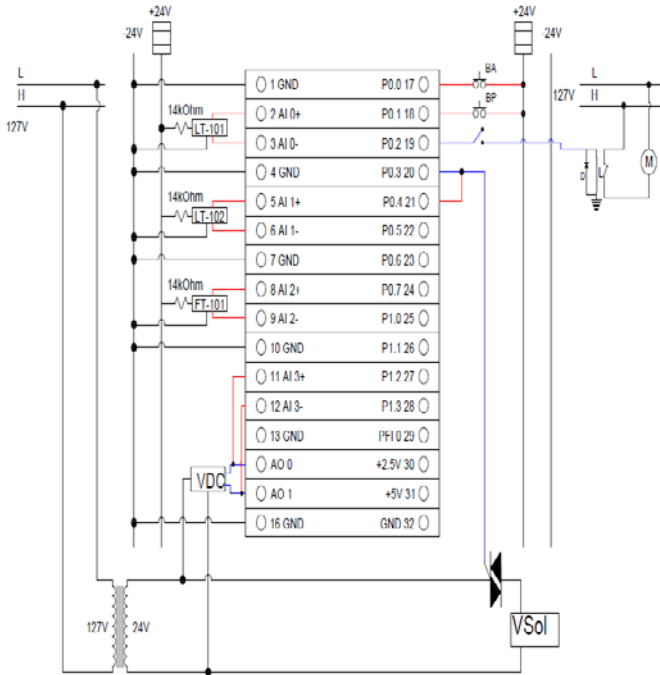 +24V
-24V
L
H
127V
14kOhm
LT-101
14kOhm
LT-102
14kOhm
FT-101
VDC
1 GND
P0.0 17
2 AI 0+
P0.1 18
3 AI 0-
P0.2 19
4 GND
P0.3 20
5 AI 1+
P0.4 21
6 AI 1-
P0.5 22
7 GND
P0.6 23
8 AI 2+
P0.7 24
9 AI 2-
P1.0 25
10 GND
P1.1 26
11 AI 3+
P1.2 27
12 AI 3-
P1.3 28
13 GND
PFI 0 29
AO 0
+2.5V 30
AO 1
+5V 31
16 GND
GND 32
BA
BP
+24V
-24V
L
H
127V
D
L
M
127V
24V
VSol